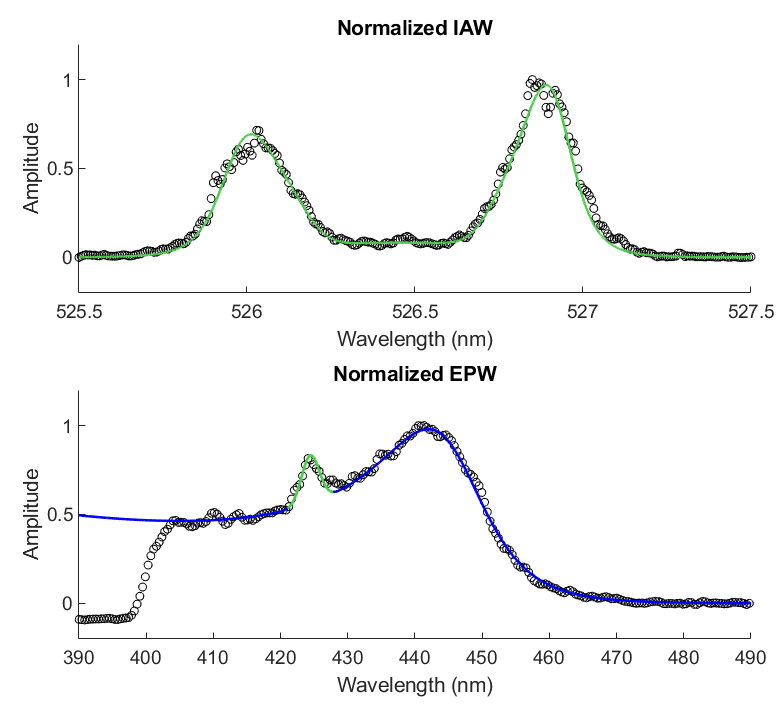 Normalized IAW
1
0.5
0
Amplitude
525.5 526 526.5 527 527.5
Wavelength (nm)
Normalized EPW
1
0.5
0
Amplitude
390 400 410 420 430 440 450 460 470 480 490
Wavelength (nm)